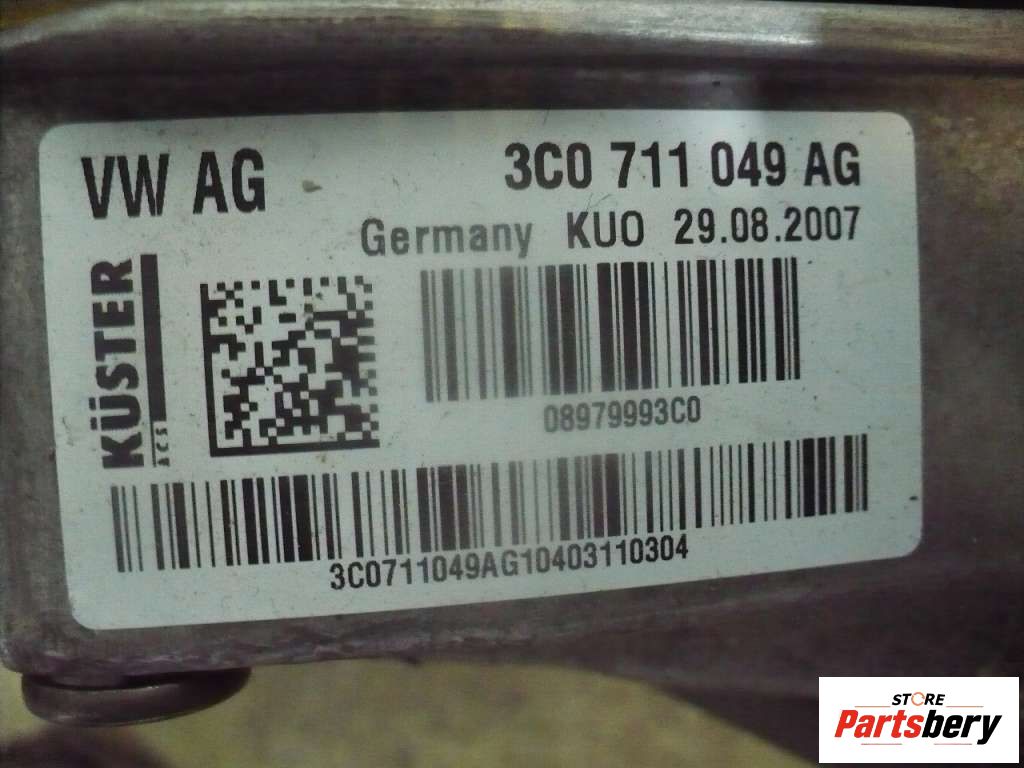 VW AG 3C0 711 049 AG
Germany KUO 29.08.2007
KÜSTER
ACS
08979993C0
3C0711049AG10403110304
STORE
Partsbery